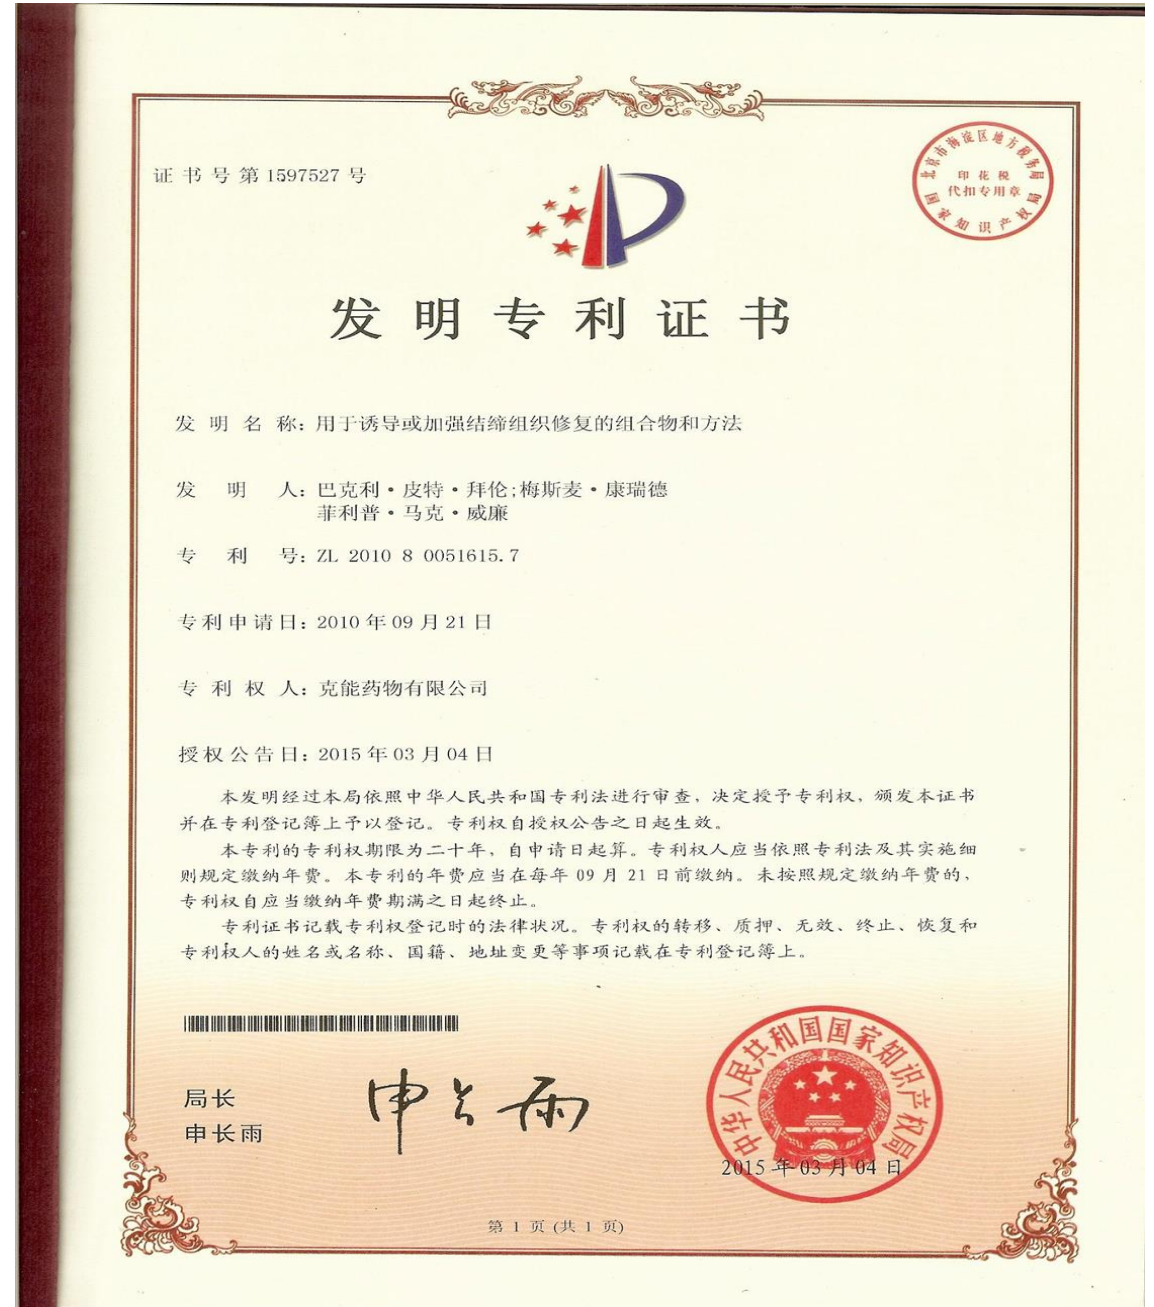 证书号第1597527号
北京市海淀区地方税务局
印花税
代扣专用章
国家知识产权局
发明专利证书
发明名称：用于诱导或加强结缔组织修复的组合物和方法
发明人：巴克利·皮特·拜伦;梅斯麦·康瑞德
菲利普·马克·威廉
专利号：ZL 2010 8 0051615.7
专利申请日：2010年09月21日
专利权人：克能药物有限公司
授权公告日：2015年03月04日
本发明经过本局依照中华人民共和国专利法进行审查，决定授予专利权，颁发本证书
并在专利登记簿上予以登记。专利权自授权公告之日起生效。
本专利的专利权期限为二十年，自申请日起算。专利权人应当依照专利法及其实施细
则规定缴纳年费。本专利的年费应当在每年09月21日前缴纳。未按照规定缴纳年费的，
专利权自应当缴纳年费期满之日起终止。
专利证书记载专利权登记时的法律状况。专利权的转移、质押、无效、终止、恢复和
专利权人的姓名或名称、国籍、地址变更等事项记载在专利登记簿上。
局长
申长雨
申长雨
中华人民共和国国家知识产权局
2015年03月04日
第1页(共1页)